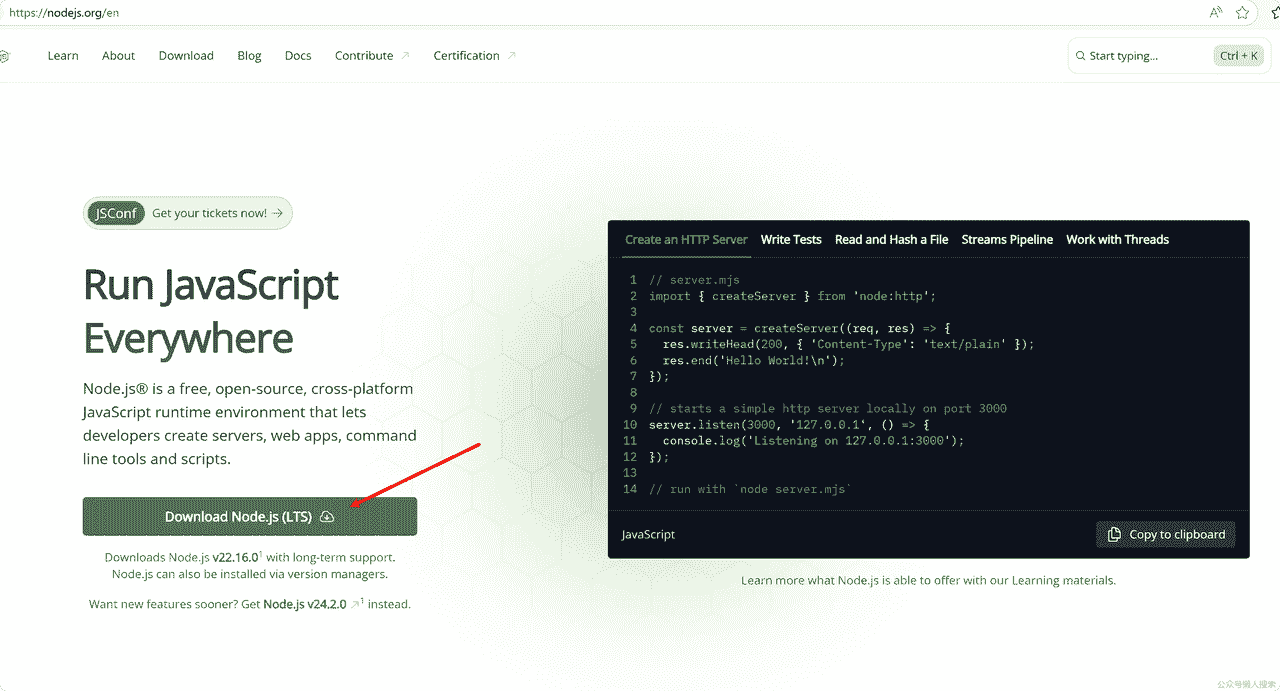 https://nodejs.org/en
Learn About Download Blog Docs Contribute Certification
Start typing... Ctrl + K
JSConf Get your tickets now!
Run JavaScript
Everywhere
Node.js® is a free, open-source, cross-platform
JavaScript runtime environment that lets
developers create servers, web apps, command
line tools and scripts.
Download Node.js (LTS)
Downloads Node.js v22.16.0¹ with long-term support.
Node.js can also be installed via version managers.
Want new features sooner? Get Node.js v24.2.0 ¹ instead.
Create an HTTP Server Write Tests Read and Hash a File Streams Pipeline Work with Threads
1 // server.mjs
2 import { createServer } from 'node:http';
3
4 const server = createServer((req, res) => {
5 res.writeHead(200, { 'Content-Type': 'text/plain' });
6 res.end('Hello World!\n');
7 });
8
9 // starts a simple http server locally on port 3000
10 server.listen(3000, '127.0.0.1', () => {
11 console.log('Listening on 127.0.0.1:3000');
12 });
13
14 // run with `node server.mjs`
JavaScript Copy to clipboard
Learn more what Node.js is able to offer with our Learning materials.
公众号懒人搜索